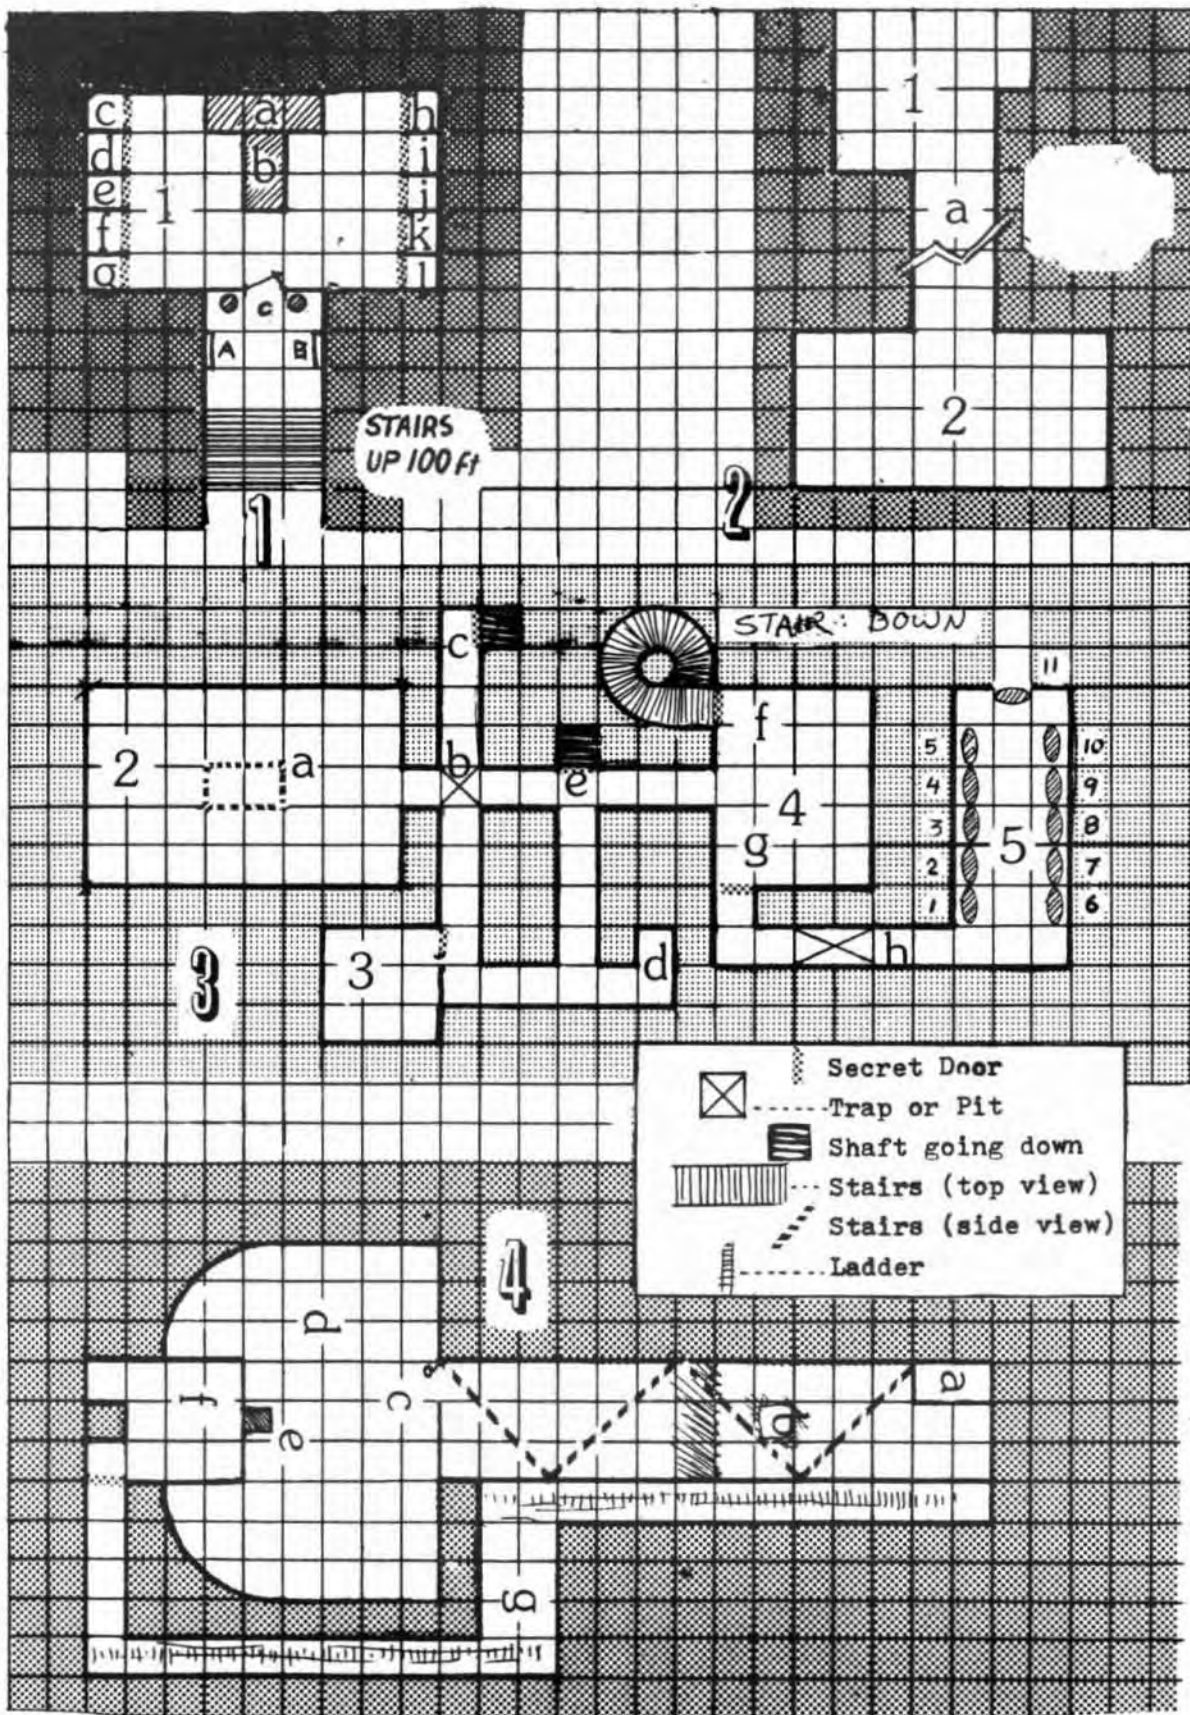 1
c a h
d b i
e 1 j
a
f k
g l
c
A B
2
STAIRS
UP 100 Ft
1
2
STAIR: DOWN
c
11
f
2 a b e
5 10
4 9
4
3 8
5
g
2 7
1 6
3
3 d h
Secret Door
Trap or Pit
Shaft going down
Stairs (top view)
Stairs (side view)
Ladder
4
d
a
f c
b
e
g